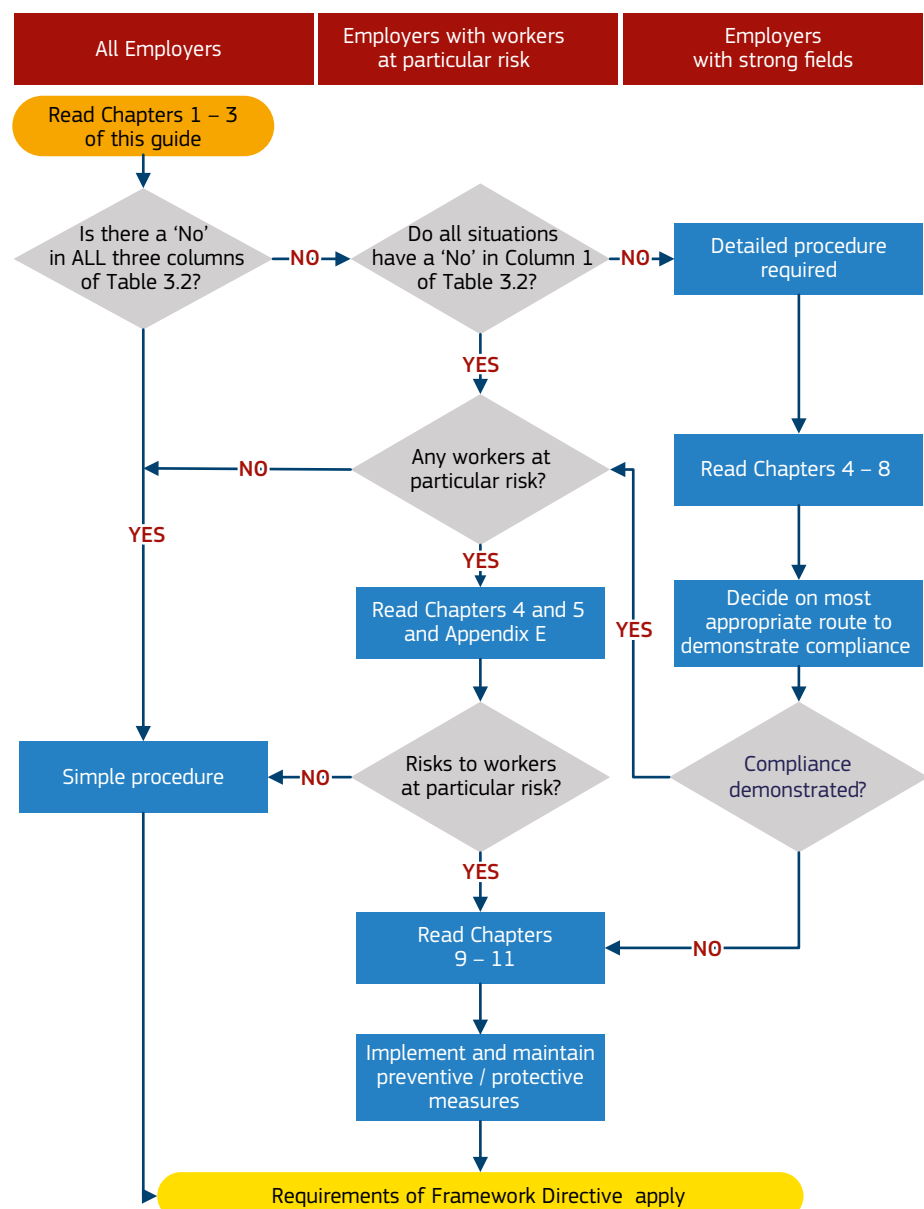 All Employers
Employers with workers
at particular risk
Employers
with strong fields
Read Chapters 1 – 3
of this guide
Is there a ‘No’
in ALL three columns
of Table 3.2?
NO
Do all situations
have a ‘No’ in Column 1
of Table 3.2?
NO
Detailed procedure
required
YES
Any workers at
particular risk?
NO
Read Chapters 4 – 8
YES
YES
Read Chapters 4 and 5
and Appendix E
YES
Decide on most
appropriate route to
demonstrate compliance
Simple procedure
NO
Risks to workers
at particular risk?
Compliance
demonstrated?
YES
Read Chapters
9 – 11
NO
Implement and maintain
preventive / protective
measures
Requirements of Framework Directive apply